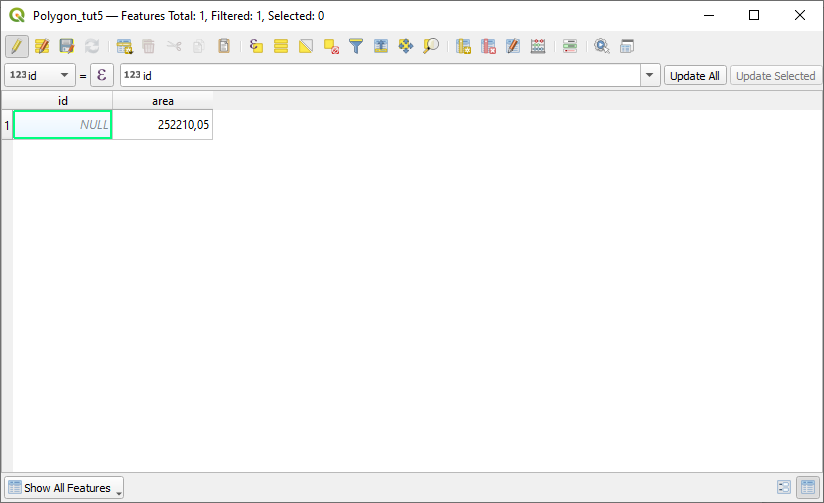 Polygon_tut5 — Features Total: 1, Filtered: 1, Selected: 0
123 id = ε 123 id Update All Update Selected
id area
1 NULL 252210,05
Show All Features